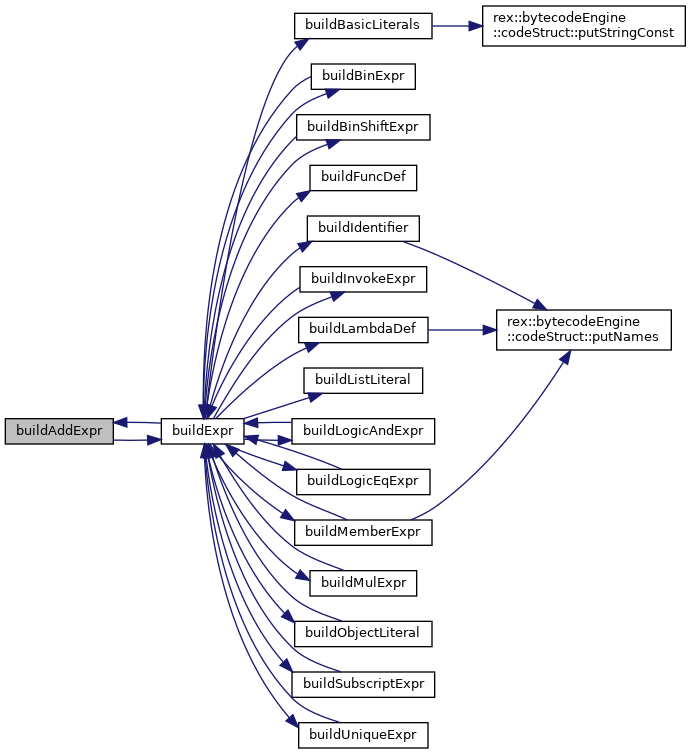 buildBasicLiterals
rex::bytecodeEngine
::codeStruct::putStringConst
buildBinExpr
buildBinShiftExpr
buildFuncDef
buildIdentifier
buildInvokeExpr
rex::bytecodeEngine
::codeStruct::putNames
buildLambdaDef
buildListLiteral
buildAddExpr
buildExpr
buildLogicAndExpr
buildLogicEqExpr
buildMemberExpr
buildMulExpr
buildObjectLiteral
buildSubscriptExpr
buildUniqueExpr